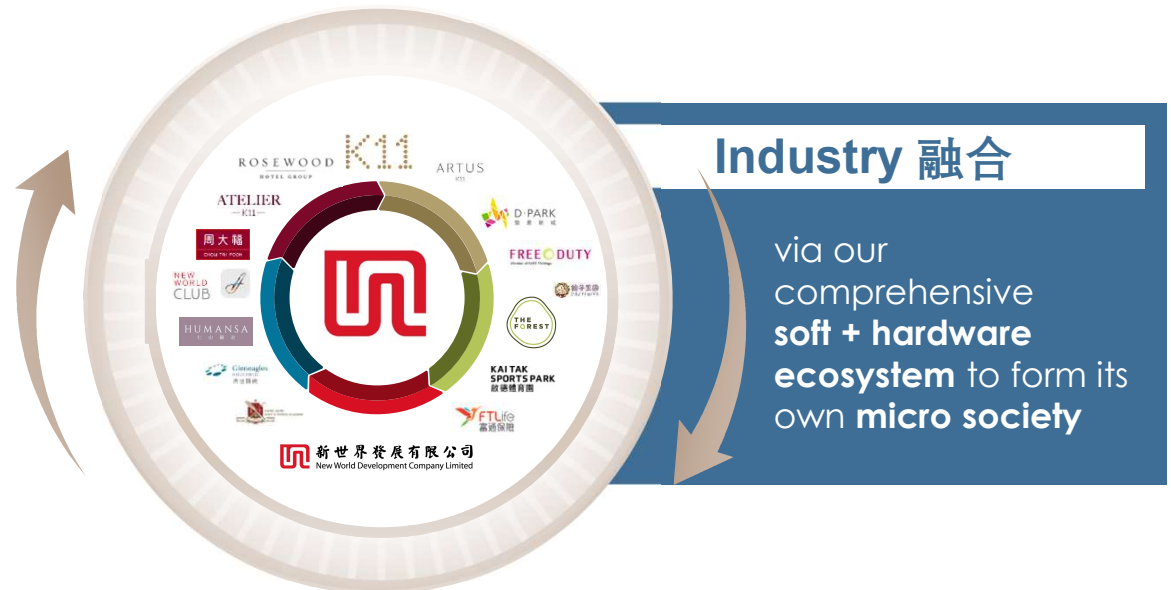 K11
ROSEWOOD
HOTEL GROUP
ARTUS
K11
ATELIER
K11
D·PARK
周大福
CHOW TAI FOOK
FREE DUTY
NEW
WORLD
CLUB
THE
FOREST
HUMANSA
Gleneagles
KAI TAK
SPORTS PARK
啟德體育園
FTLife
富通保險
新世界發展有限公司
New World Development Company Limited
Industry 融合
via our
comprehensive
soft + hardware
ecosystem to form its
own micro society